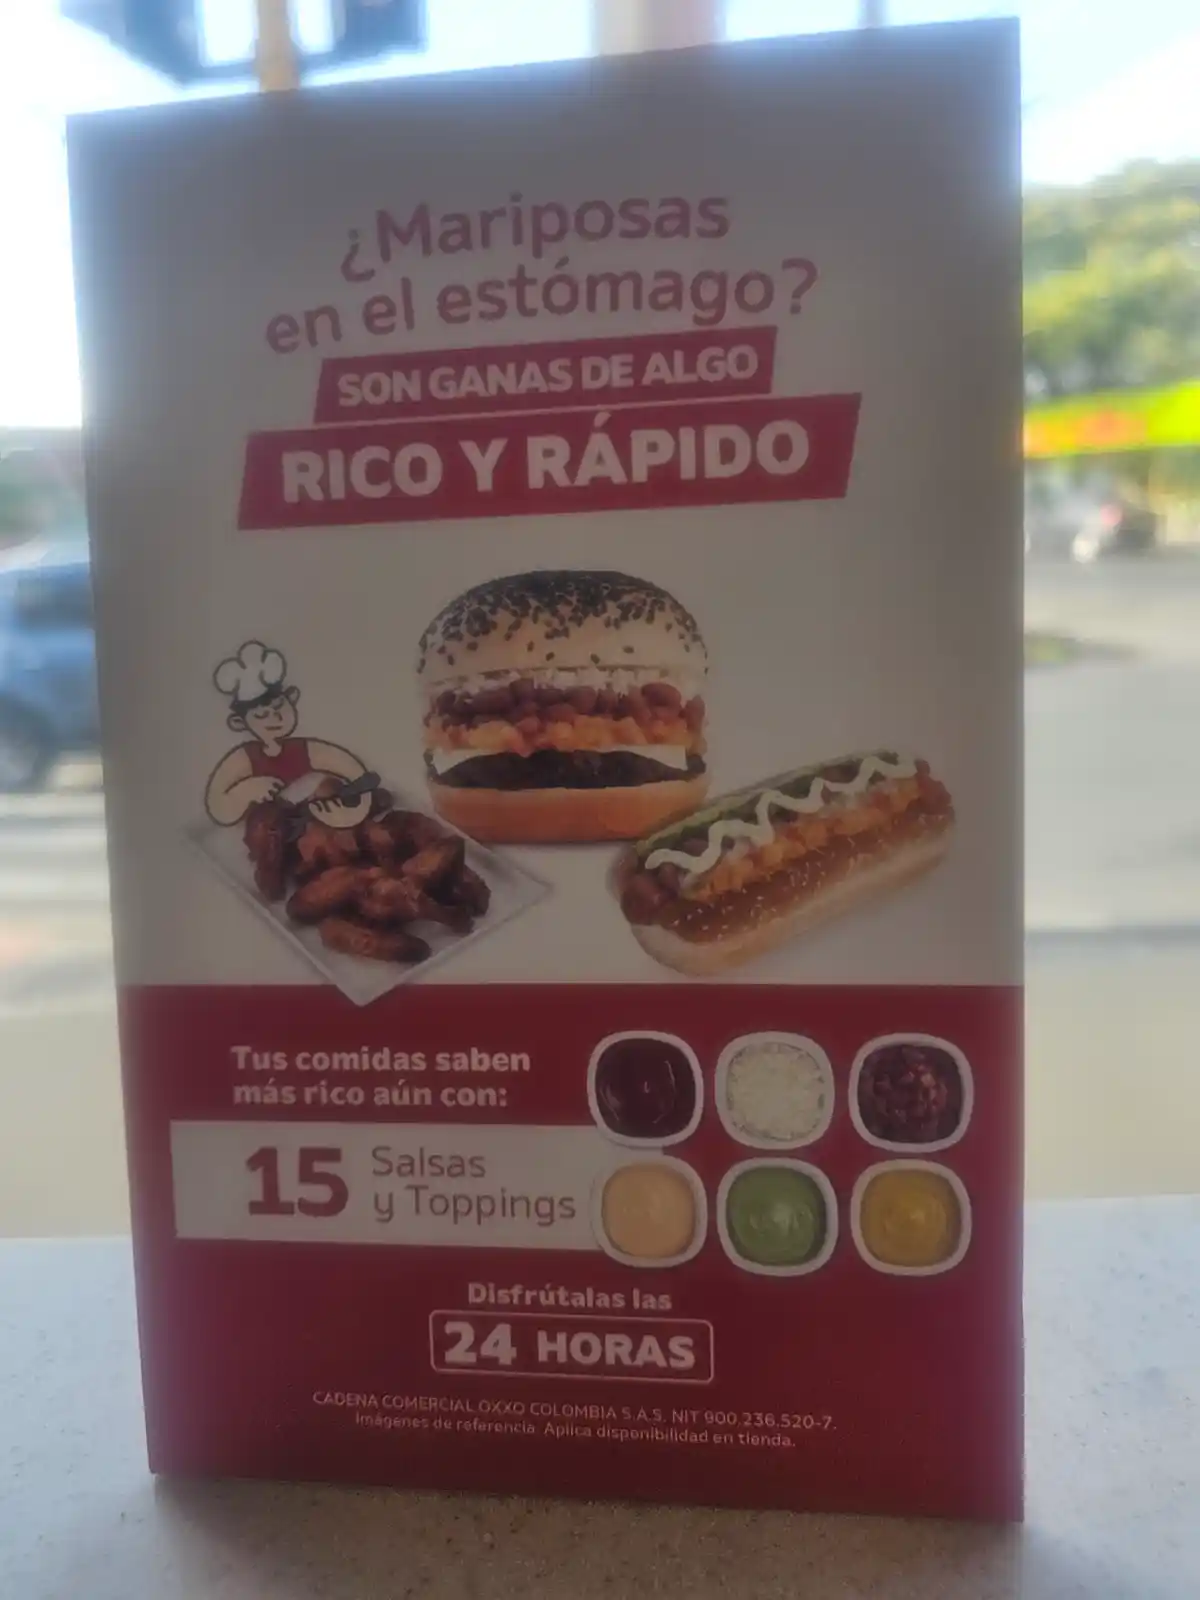 ¿Mariposas
en el estómago?
SON GANAS DE ALGO
RICO Y RÁPIDO
Tus comidas saben
más rico aún con:
15 Salsas
y Toppings
Disfrútalas las
24 HORAS
CADENA COMERCIAL OXXO COLOMBIA S.A.S. NIT 900.236.520-7.
Imágenes de referencia. Aplica disponibilidad en tienda.